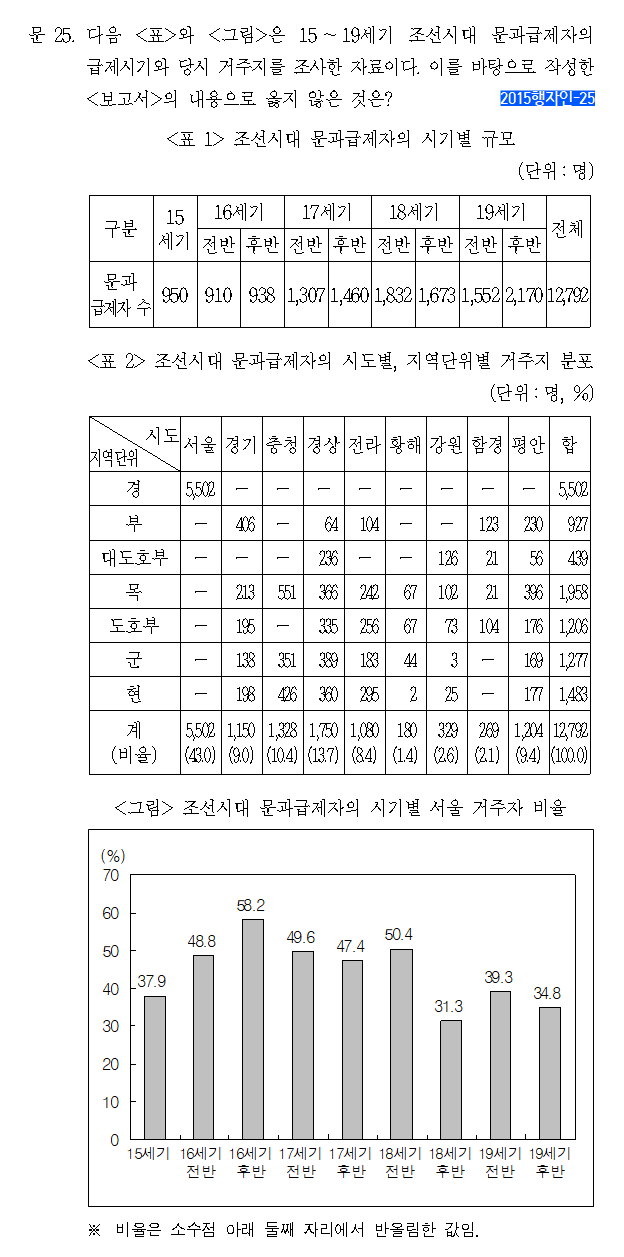 문 25. 다음 <표>와 <그림>은 15 ~ 19세기 조선시대 문과급제자의
급제시기와 당시 거주지를 조사한 자료이다. 이를 바탕으로 작성한
<보고서>의 내용으로 옳지 않은 것은? 2015행자인-25
<표 1> 조선시대 문과급제자의 시기별 규모
(단위 : 명)
구분 15세기 16세기 17세기 18세기 19세기 전체
전반 후반 전반 후반 전반 후반 전반 후반
문과급제자 수 950 910 938 1,307 1,460 1,832 1,673 1,552 2,170 12,792
<표 2> 조선시대 문과급제자의 시도별, 지역단위별 거주지 분포
(단위 : 명, %)
시도 지역단위 서울 경기 충청 경상 전라 황해 강원 함경 평안 합
경 5,502 － － － － － － － － 5,502
부 － 406 － 64 104 － － 123 230 927
대도호부 － － － 236 － － 126 21 56 439
목 － 213 551 366 242 67 102 21 396 1,958
도호부 － 195 － 335 256 67 73 104 176 1,206
군 － 138 351 389 183 44 3 － 169 1,277
현 － 198 426 360 295 2 25 － 177 1,483
계 5,502 1,150 1,328 1,750 1,080 180 329 269 1,204 12,792
(비율) (43.0) (9.0) (10.4) (13.7) (8.4) (1.4) (2.6) (2.1) (9.4) (100.0)
<그림> 조선시대 문과급제자의 시기별 서울 거주자 비율
(%)
70
60
50
40
30
20
10
0
37.9 48.8 58.2 49.6 47.4 50.4 31.3 39.3 34.8
15세기 16세기 16세기 17세기 17세기 18세기 18세기 19세기 19세기
전반 후반 전반 후반 전반 후반 전반 후반
※ 비율은 소수점 아래 둘째 자리에서 반올림한 값임.